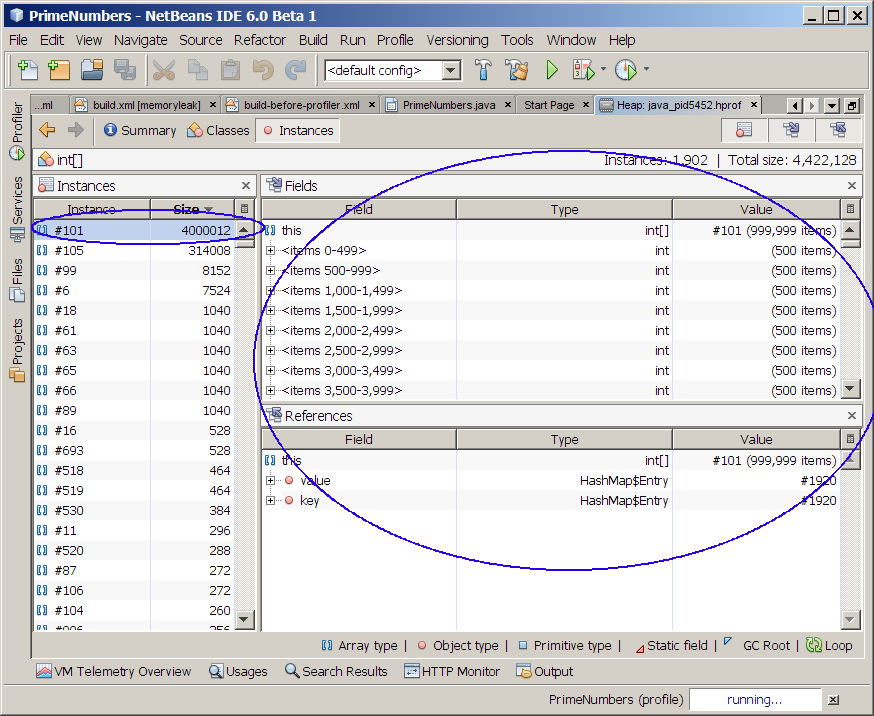 PrimeNumbers - NetBeans IDE 6.0 Beta 1
File Edit View Navigate Source Refactor Build Run Profile Versioning Tools Window Help
<default config>
...ml build.xml [memoryleak] build-before-profiler.xml PrimeNumbers.java Start Page Heap: java_pid5452.hprof
Summary Classes Instances
int[] Instances: 1,902 | Total size: 4,422,128
Profiler
Services
Files
Projects
Instances
Instance Size
#101 4000012
#105 314008
#99 8152
#6 7524
#18 1040
#61 1040
#63 1040
#65 1040
#66 1040
#89 1040
#16 528
#693 528
#518 464
#519 464
#530 384
#11 296
#520 288
#87 272
#106 272
#104 260
Fields
Field Type Value
this int[] #101 (999,999 items)
<items 0-499> int (500 items)
<items 500-999> int (500 items)
<items 1,000-1,499> int (500 items)
<items 1,500-1,999> int (500 items)
<items 2,000-2,499> int (500 items)
<items 2,500-2,999> int (500 items)
<items 3,000-3,499> int (500 items)
<items 3,500-3,999> int (500 items)
References
Field Type Value
this int[] #101 (999,999 items)
value HashMap$Entry #1920
key HashMap$Entry #1920
Array type | Object type | Primitive type | Static field | GC Root | Loop
VM Telemetry Overview Usages Search Results HTTP Monitor Output
PrimeNumbers (profile) running...